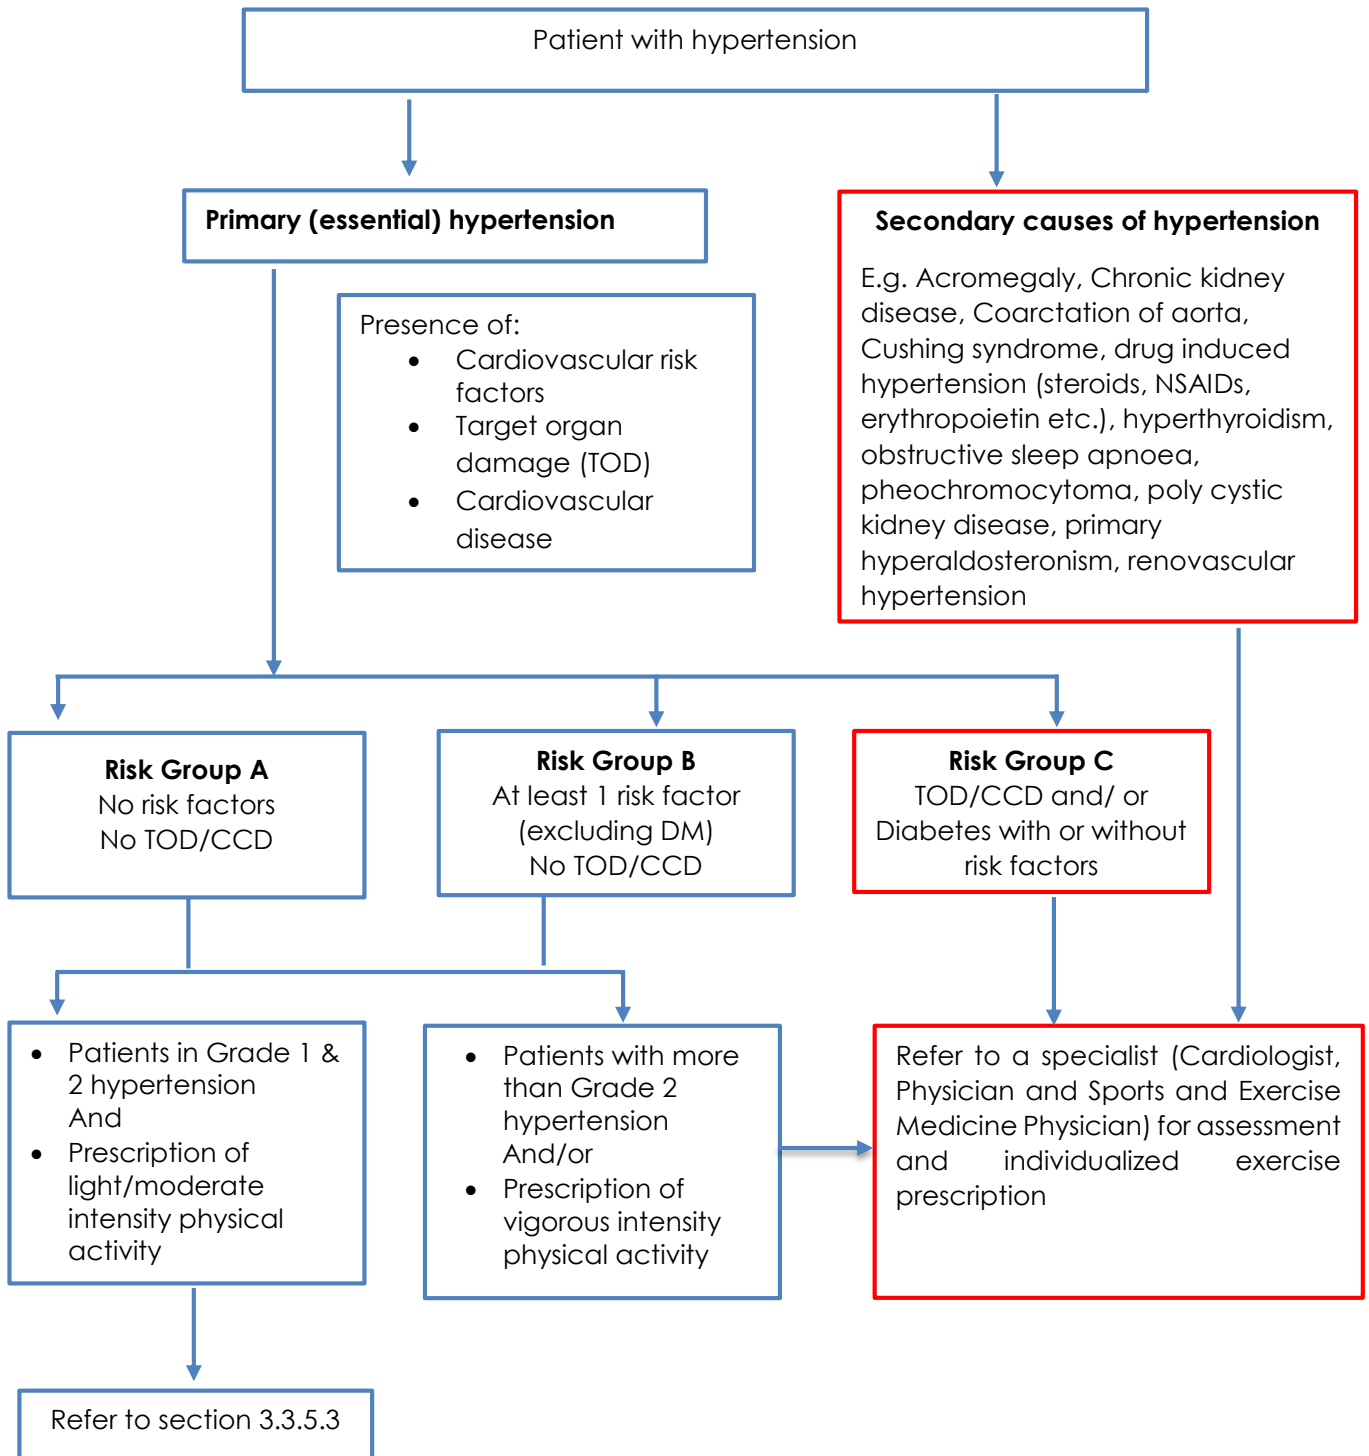 Patient with hypertension
Primary (essential) hypertension
Presence of:
• Cardiovascular risk
factors
• Target organ
damage (TOD)
• Cardiovascular
disease
Secondary causes of hypertension
E.g. Acromegaly, Chronic kidney
disease, Coarctation of aorta,
Cushing syndrome, drug induced
hypertension (steroids, NSAIDs,
erythropoietin etc.), hyperthyroidism,
obstructive sleep apnoea,
pheochromocytoma, poly cystic
kidney disease, primary
hyperaldosteronism, renovascular
hypertension
Risk Group A
No risk factors
No TOD/CCD
Risk Group B
At least 1 risk factor
(excluding DM)
No TOD/CCD
Risk Group C
TOD/CCD and/ or
Diabetes with or without
risk factors
• Patients in Grade 1 &
2 hypertension
And
• Prescription of
light/moderate
intensity physical
activity
• Patients with more
than Grade 2
hypertension
And/or
• Prescription of
vigorous intensity
physical activity
Refer to a specialist (Cardiologist,
Physician and Sports and Exercise
Medicine Physician) for assessment
and individualized exercise
prescription
Refer to section 3.3.5.3